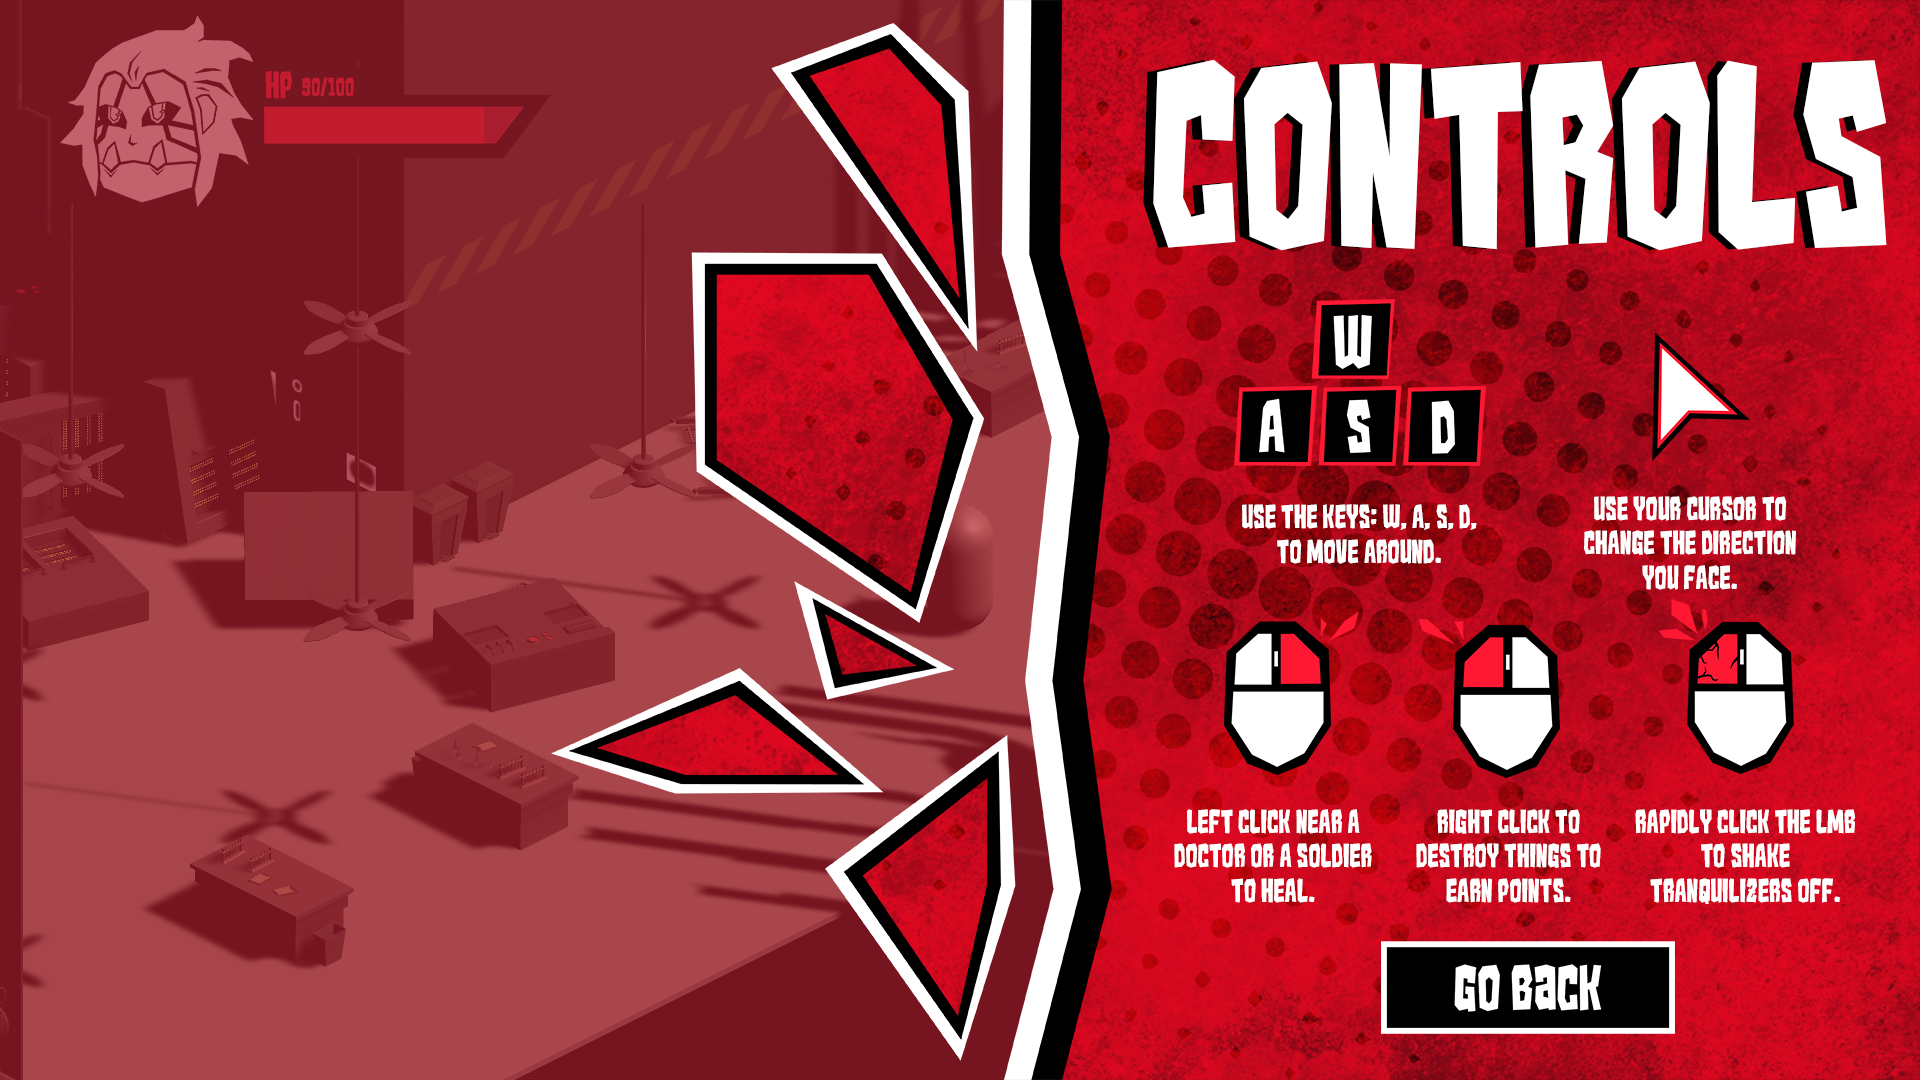 HP 90/100
CONTROLS
W
A S D
USE THE KEYS: W, A, S, D,
TO MOVE AROUND.
USE YOUR CURSOR TO
CHANGE THE DIRECTION
YOU FACE.
LEFT CLICK NEAR A
DOCTOR OR A SOLDIER
TO HEAL.
RIGHT CLICK TO
DESTROY THINGS TO
EARN POINTS.
RAPIDLY CLICK THE LMB
TO SHAKE
TRANQUILIZERS OFF.
GO BACK